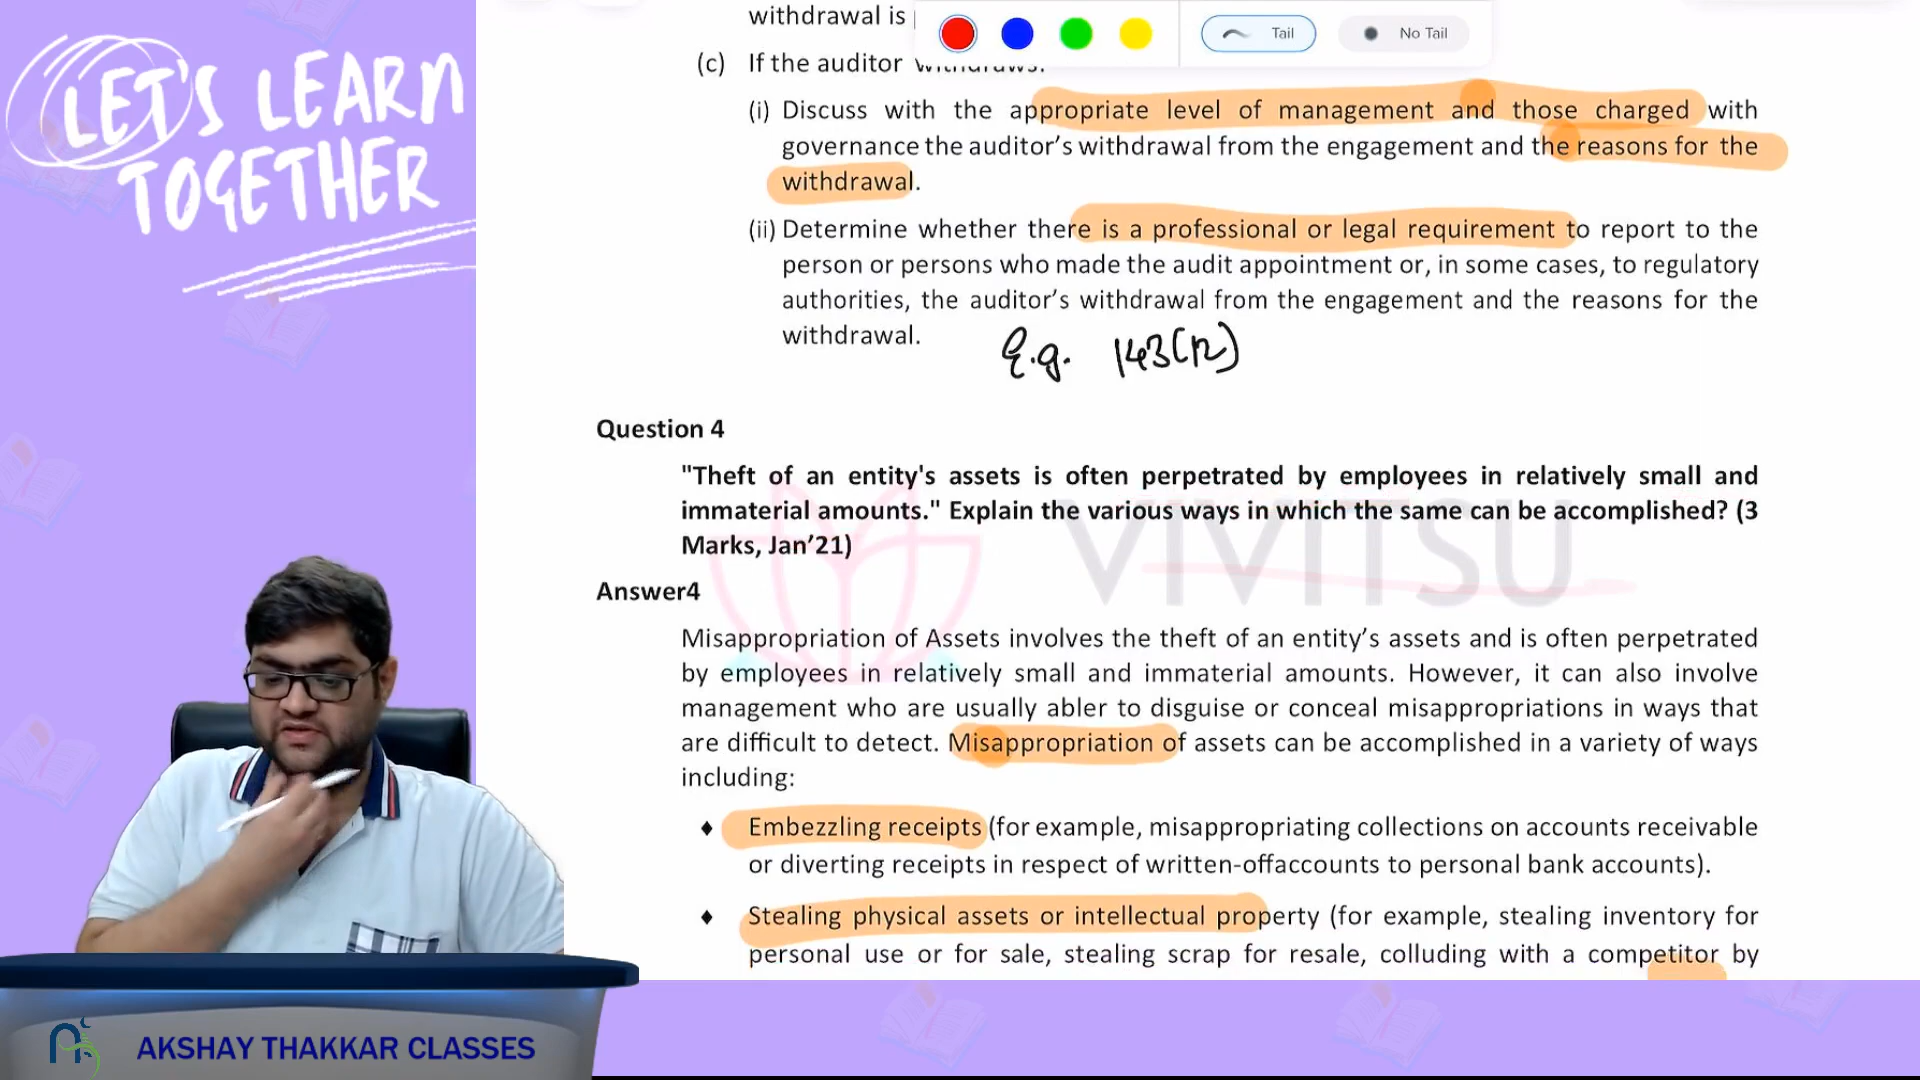 LET'S LEARN
TOGETHER
withdrawal is
Tail
No Tail
(c) If the auditor withdraws:
(i) Discuss with the appropriate level of management and those charged with
governance the auditor’s withdrawal from the engagement and the reasons for the
withdrawal.
(ii) Determine whether there is a professional or legal requirement to report to the
person or persons who made the audit appointment or, in some cases, to regulatory
authorities, the auditor’s withdrawal from the engagement and the reasons for the
withdrawal.
E.g. 143(12)
Question 4
"Theft of an entity's assets is often perpetrated by employees in relatively small and
immaterial amounts." Explain the various ways in which the same can be accomplished? (3
Marks, Jan’21)
VIVITSU
Answer4
Misappropriation of Assets involves the theft of an entity’s assets and is often perpetrated
by employees in relatively small and immaterial amounts. However, it can also involve
management who are usually abler to disguise or conceal misappropriations in ways that
are difficult to detect. Misappropriation of assets can be accomplished in a variety of ways
including:
♦ Embezzling receipts (for example, misappropriating collections on accounts receivable
or diverting receipts in respect of written-offaccounts to personal bank accounts).
♦ Stealing physical assets or intellectual property (for example, stealing inventory for
personal use or for sale, stealing scrap for resale, colluding with a competitor by
AKSHAY THAKKAR CLASSES